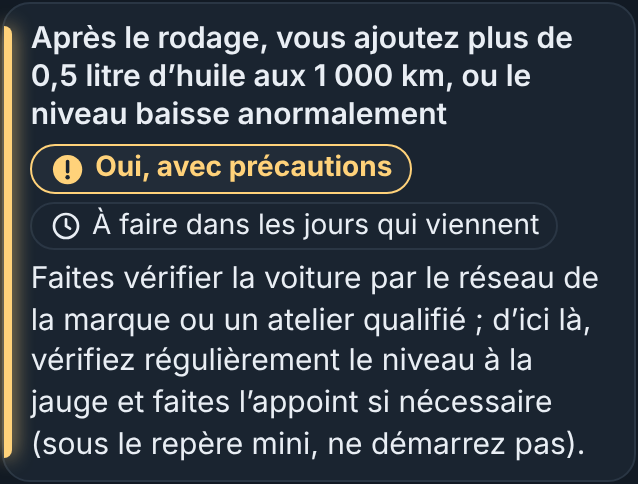 Après le rodage, vous ajoutez plus de
0,5 litre d’huile aux 1 000 km, ou le
niveau baisse anormalement
Oui, avec précautions
À faire dans les jours qui viennent
Faites vérifier la voiture par le réseau de
la marque ou un atelier qualifié ; d’ici là,
vérifiez régulièrement le niveau à la
jauge et faites l’appoint si nécessaire
(sous le repère mini, ne démarrez pas).